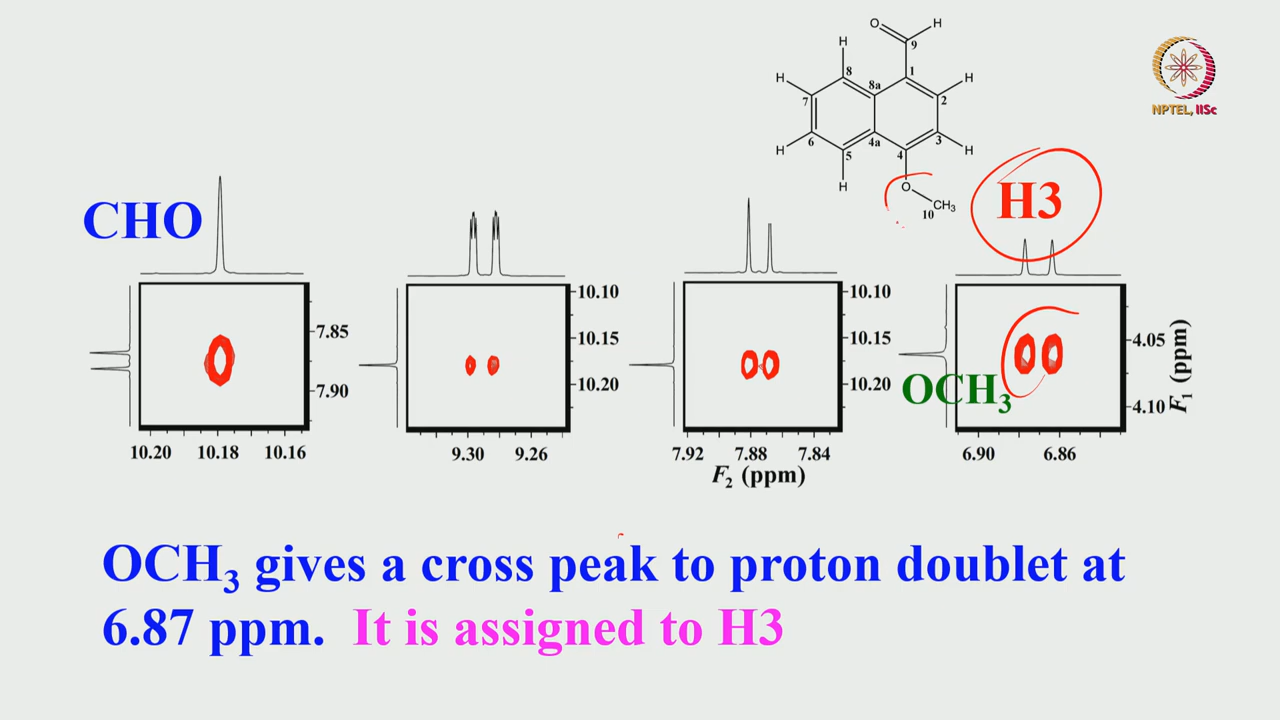 O
H
9
H
8
1
H
8a
H
7
2
6
4a
3
H
5
4
H
H
O
10
CH₃
NPTEL, IISc
CHO
H3
7.85
7.90
10.20 10.18 10.16
10.10
10.15
10.20
9.30 9.26
10.10
10.15
10.20
7.92 7.88 7.84
F₂ (ppm)
OCH₃
4.05
4.10
F₁ (ppm)
6.90 6.86
OCH₃ gives a cross peak to proton doublet at
6.87 ppm. It is assigned to H3